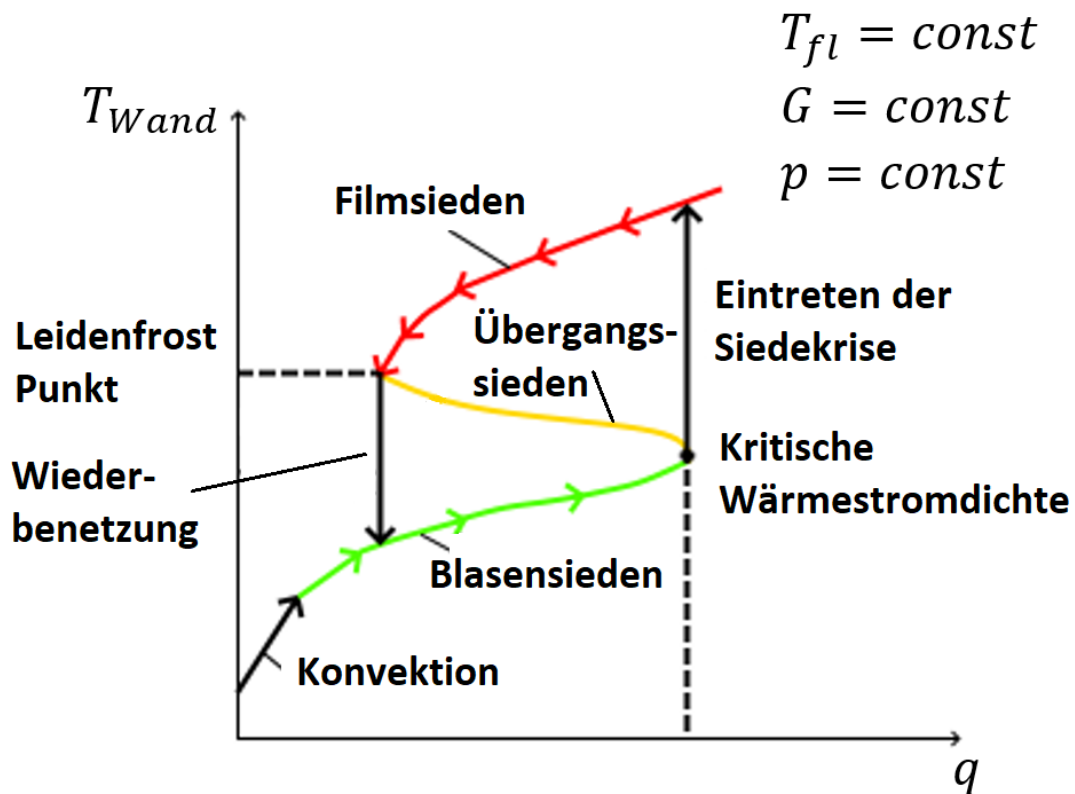 T_fl = const
G = const
p = const
T_Wand
Filmsieden
Leidenfrost
Punkt
Übergangs-
sieden
Eintreten der
Siedekrise
Kritische
Wärmestromdichte
Wieder-
benetzung
Blasensieden
Konvektion
q